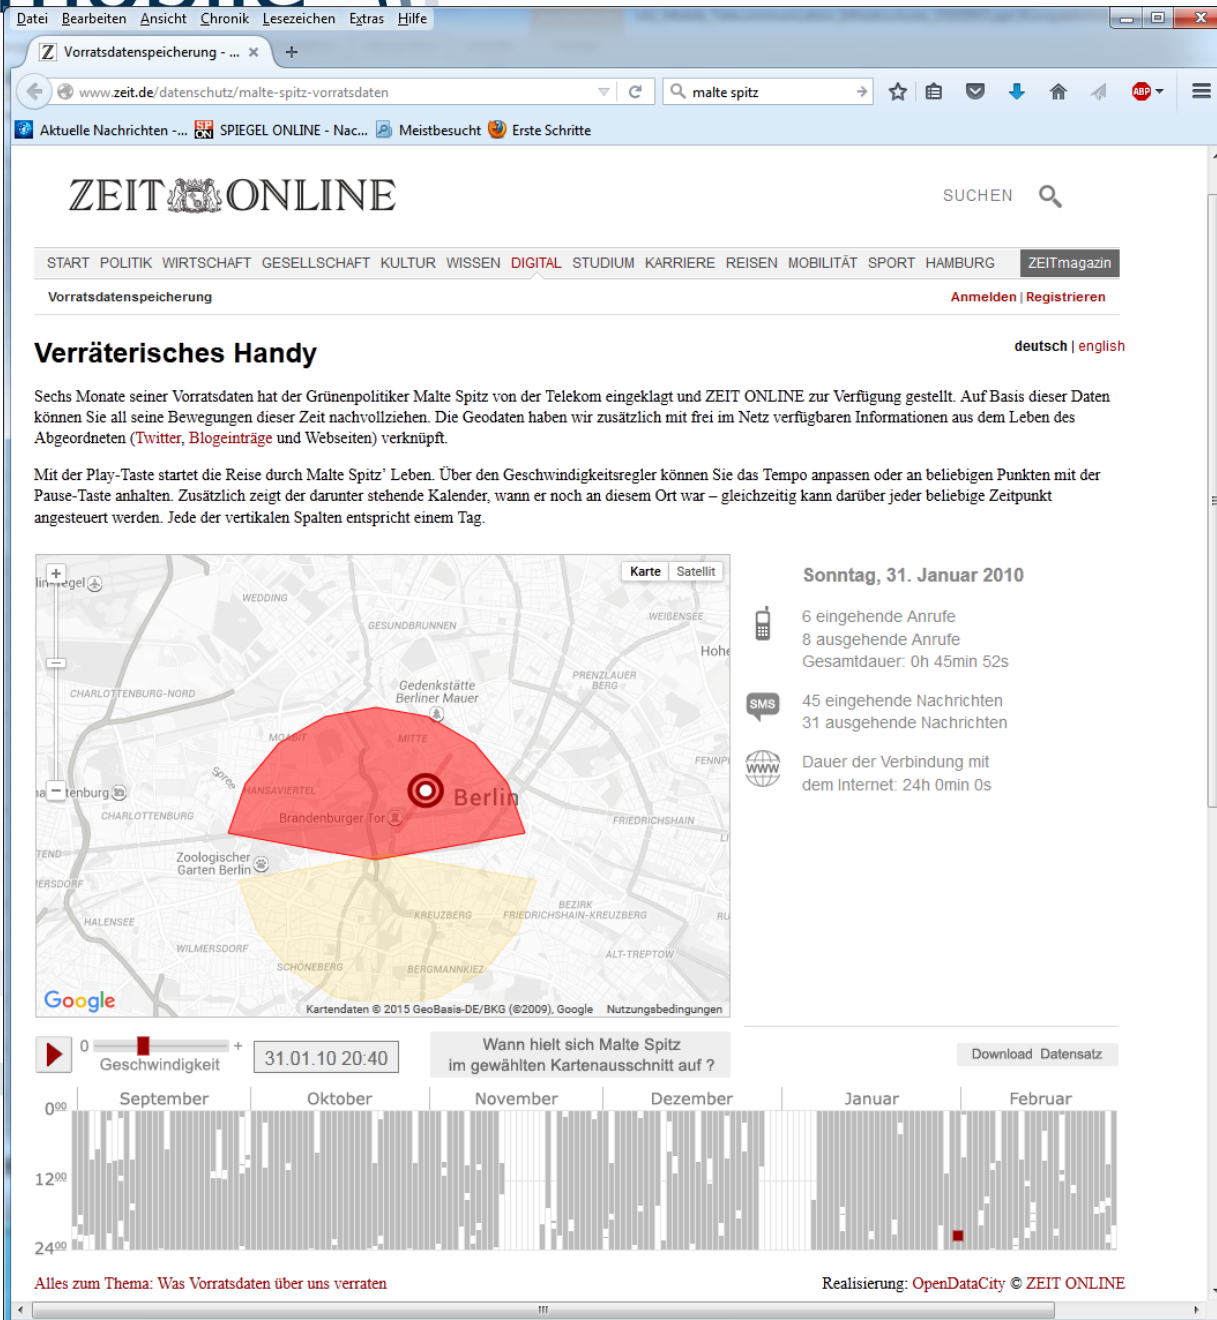 mobile
Datei Bearbeiten Ansicht Chronik Lesezeichen Extras Hilfe
Z Vorratsdatenspeicherung - ... × +
www.zeit.de/datenschutz/malte-spitz-vorratsdaten
malte spitz
ABP
Aktuelle Nachrichten -... SPON SPIEGEL ONLINE - Nac... Meistbesucht Erste Schritte
ZEIT ONLINE
SUCHEN
START POLITIK WIRTSCHAFT GESELLSCHAFT KULTUR WISSEN DIGITAL STUDIUM KARRIERE REISEN MOBILITÄT SPORT HAMBURG ZEITmagazin
Vorratsdatenspeicherung
Anmelden | Registrieren
Verräterisches Handy
deutsch | english
Sechs Monate seiner Vorratsdaten hat der Grünenpolitiker Malte Spitz von der Telekom eingeklagt und ZEIT ONLINE zur Verfügung gestellt. Auf Basis dieser Daten
können Sie all seine Bewegungen dieser Zeit nachvollziehen. Die Geodaten haben wir zusätzlich mit frei im Netz verfügbaren Informationen aus dem Leben des
Abgeordneten (Twitter, Blogeinträge und Webseiten) verknüpft.
Mit der Play-Taste startet die Reise durch Malte Spitz' Leben. Über den Geschwindigkeitsregler können Sie das Tempo anpassen oder an beliebigen Punkten mit der
Pause-Taste anhalten. Zusätzlich zeigt der darunter stehende Kalender, wann er noch an diesem Ort war – gleichzeitig kann darüber jeder beliebige Zeitpunkt
angesteuert werden. Jede der vertikalen Spalten entspricht einem Tag.
+
Karte Satellit
WEDDING
GESUNDBRUNNEN
WEIßENSEE
Hohe
PRENZLAUER
BERG
CHARLOTTENBURG-NORD
Gedenkstätte
Berliner Mauer
MOABIT
MITTE
Spree
HANSAVIERTEL
FENNP
Berlin
CHARLOTTENBURG
Brandenburger Tor
FRIEDRICHSHAIN
LI
TEND
Zoologischer
Garten Berlin
ERSDORF
HALENSEE
KREUZBERG
BEZIRK
FRIEDRICHSHAIN-KREUZBERG
RU
WILMERSDORF
ALT-TREPTOW
SCHÖNEBERG
BERGMANNKIEZ
Google
Kartendaten © 2015 GeoBasis-DE/BKG (©2009), Google Nutzungsbedingungen
Sonntag, 31. Januar 2010
6 eingehende Anrufe
8 ausgehende Anrufe
Gesamtdauer: 0h 45min 52s
SMS
45 eingehende Nachrichten
31 ausgehende Nachrichten
WWW
Dauer der Verbindung mit
dem Internet: 24h 0min 0s
0 +
Geschwindigkeit
31.01.10 20:40
Wann hielt sich Malte Spitz
im gewählten Kartenausschnitt auf ?
Download Datensatz
September Oktober November Dezember Januar Februar
0⁰⁰
12⁰⁰
24⁰⁰
Alles zum Thema: Was Vorratsdaten über uns verraten
Realisierung: OpenDataCity © ZEIT ONLINE